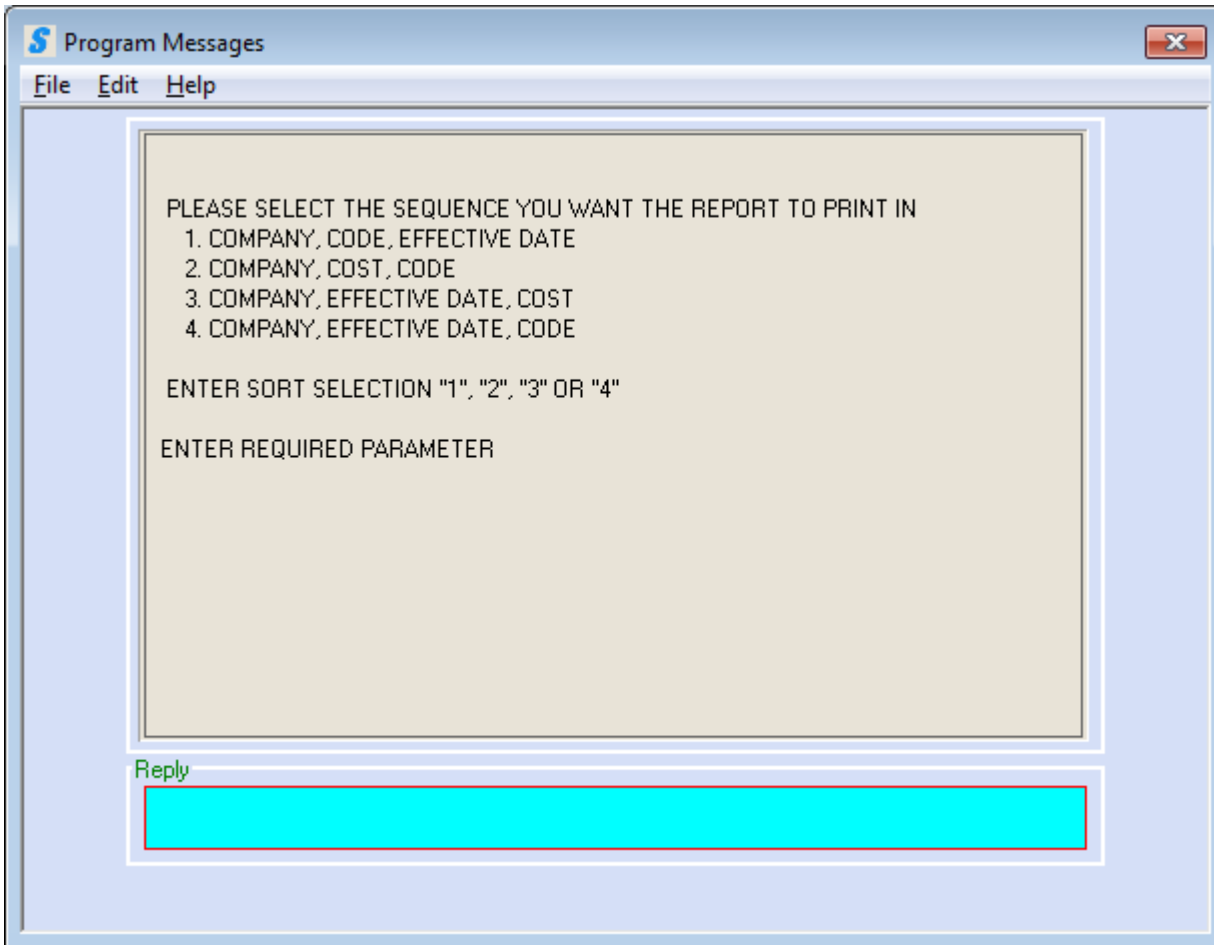 S Program Messages
File Edit Help
PLEASE SELECT THE SEQUENCE YOU WANT THE REPORT TO PRINT IN
1. COMPANY, CODE, EFFECTIVE DATE
2. COMPANY, COST, CODE
3. COMPANY, EFFECTIVE DATE, COST
4. COMPANY, EFFECTIVE DATE, CODE
ENTER SORT SELECTION "1", "2", "3" OR "4"
ENTER REQUIRED PARAMETER
Reply